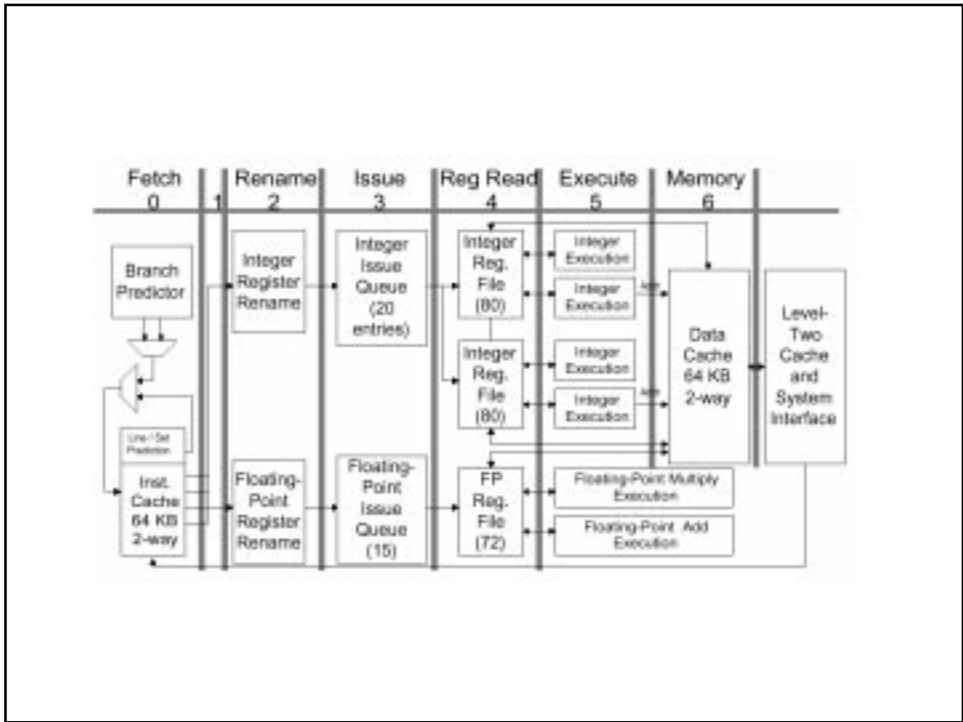 Fetch
0
1
Rename
2
Issue
3
Reg Read
4
Execute
5
Memory
6
Branch
Predictor
Line / Set
Prediction
Inst.
Cache
64 KB
2-way
Integer
Register
Rename
Floating-
Point
Register
Rename
Integer
Issue
Queue
(20
entries)
Floating-
Point
Issue
Queue
(15)
Integer
Reg.
File
(80)
Integer
Reg.
File
(80)
FP
Reg.
File
(72)
Integer
Execution
Integer
Execution
Integer
Execution
Integer
Execution
Floating-Point Multiply
Execution
Floating-Point Add
Execution
Data
Cache
64 KB
2-way
Level-
Two
Cache
and
System
Interface